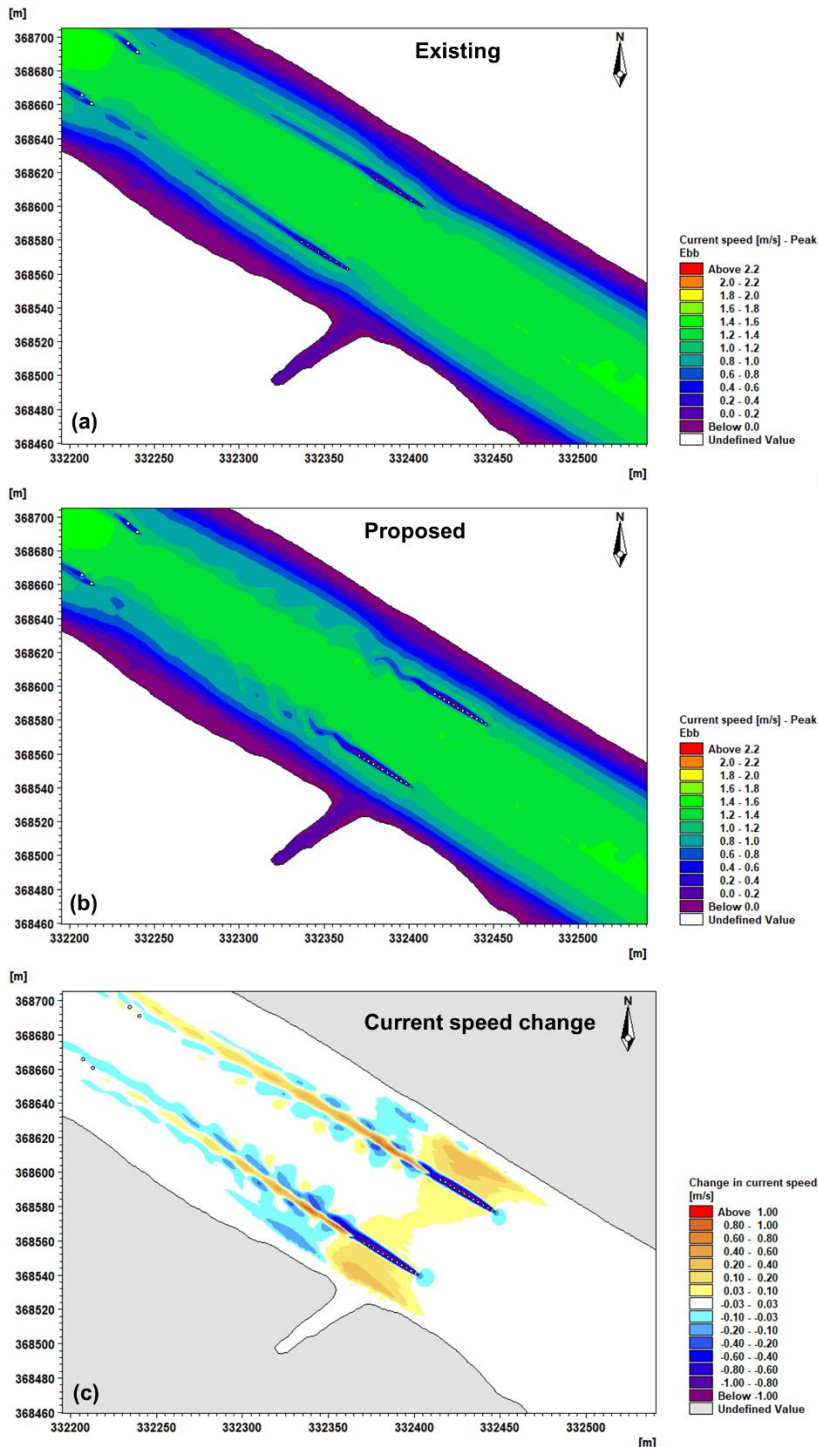 [m]
Existing
N
368700
368680
368660
368640
368620
368600
368580
368560
368540
368520
368500
368480
368460
(a)
332200 332250 332300 332350 332400 332450 332500
[m]
Current speed [m/s] - Peak
Ebb
Above 2.2
2.0 - 2.2
1.8 - 2.0
1.6 - 1.8
1.4 - 1.6
1.2 - 1.4
1.0 - 1.2
0.8 - 1.0
0.6 - 0.8
0.4 - 0.6
0.2 - 0.4
0.0 - 0.2
Below 0.0
Undefined Value
[m]
Proposed
N
368700
368680
368660
368640
368620
368600
368580
368560
368540
368520
368500
368480
368460
(b)
332200 332250 332300 332350 332400 332450 332500
[m]
Current speed [m/s] - Peak
Ebb
Above 2.2
2.0 - 2.2
1.8 - 2.0
1.6 - 1.8
1.4 - 1.6
1.2 - 1.4
1.0 - 1.2
0.8 - 1.0
0.6 - 0.8
0.4 - 0.6
0.2 - 0.4
0.0 - 0.2
Below 0.0
Undefined Value
[m]
Current speed change
N
368700
368680
368660
368640
368620
368600
368580
368560
368540
368520
368500
368480
368460
(c)
332200 332250 332300 332350 332400 332450 332500
[m]
Change in current speed
[m/s]
Above 1.00
0.80 - 1.00
0.60 - 0.80
0.40 - 0.60
0.20 - 0.40
0.10 - 0.20
0.03 - 0.10
-0.03 - 0.03
-0.10 - -0.03
-0.20 - -0.10
-0.40 - -0.20
-0.60 - -0.40
-0.80 - -0.60
-1.00 - -0.80
Below -1.00
Undefined Value